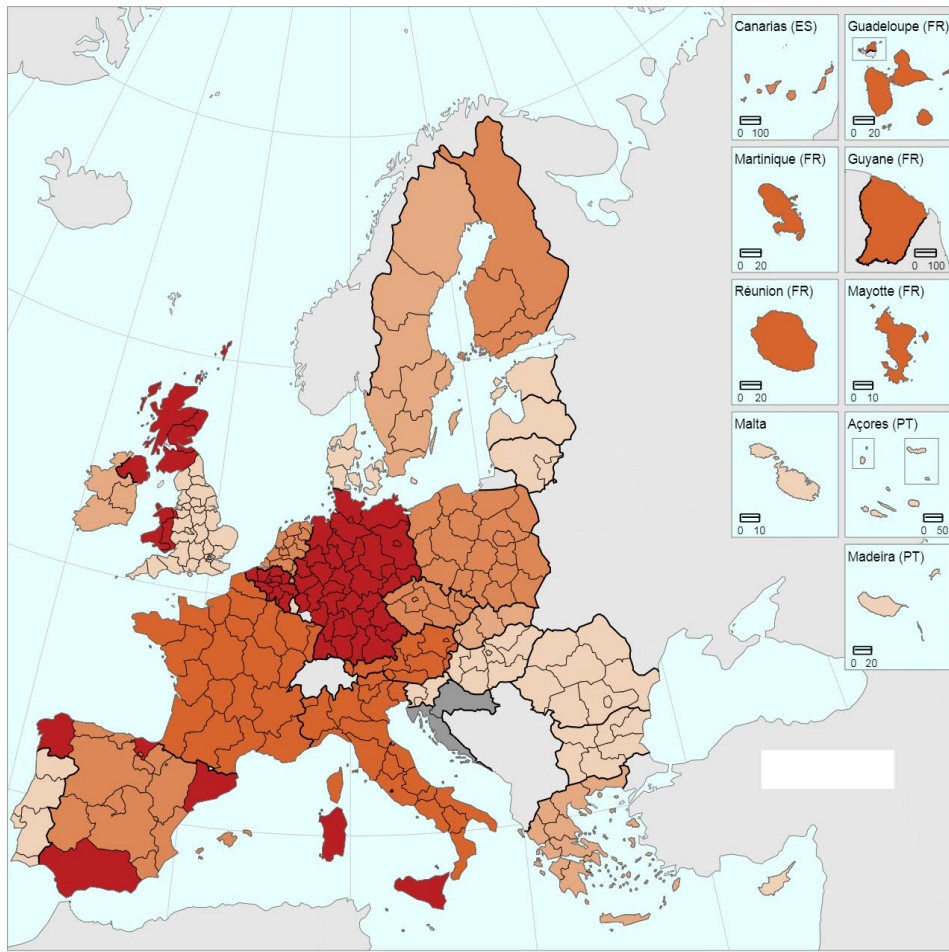 Canarias (ES)
0 100
Guadeloupe (FR)
0 20
Martinique (FR)
0 20
Guyane (FR)
0 100
Réunion (FR)
0 20
Mayotte (FR)
0 10
Malta
0 10
Açores (PT)
0 50
Madeira (PT)
0 20